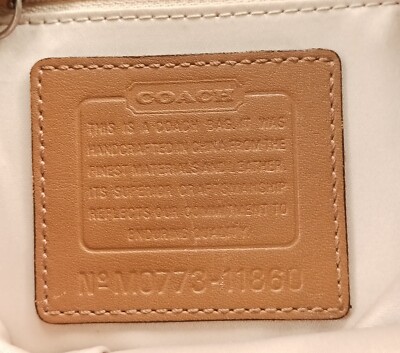 COACH
THIS IS A COACH BAG. IT WAS
HANDCRAFTED IN CHINA FROM THE
FINEST MATERIALS AND LEATHER.
ITS SUPERIOR CRAFTSMANSHIP
REFLECTS OUR COMMITMENT TO
ENDURING QUALITY.
Nº M0773-11860